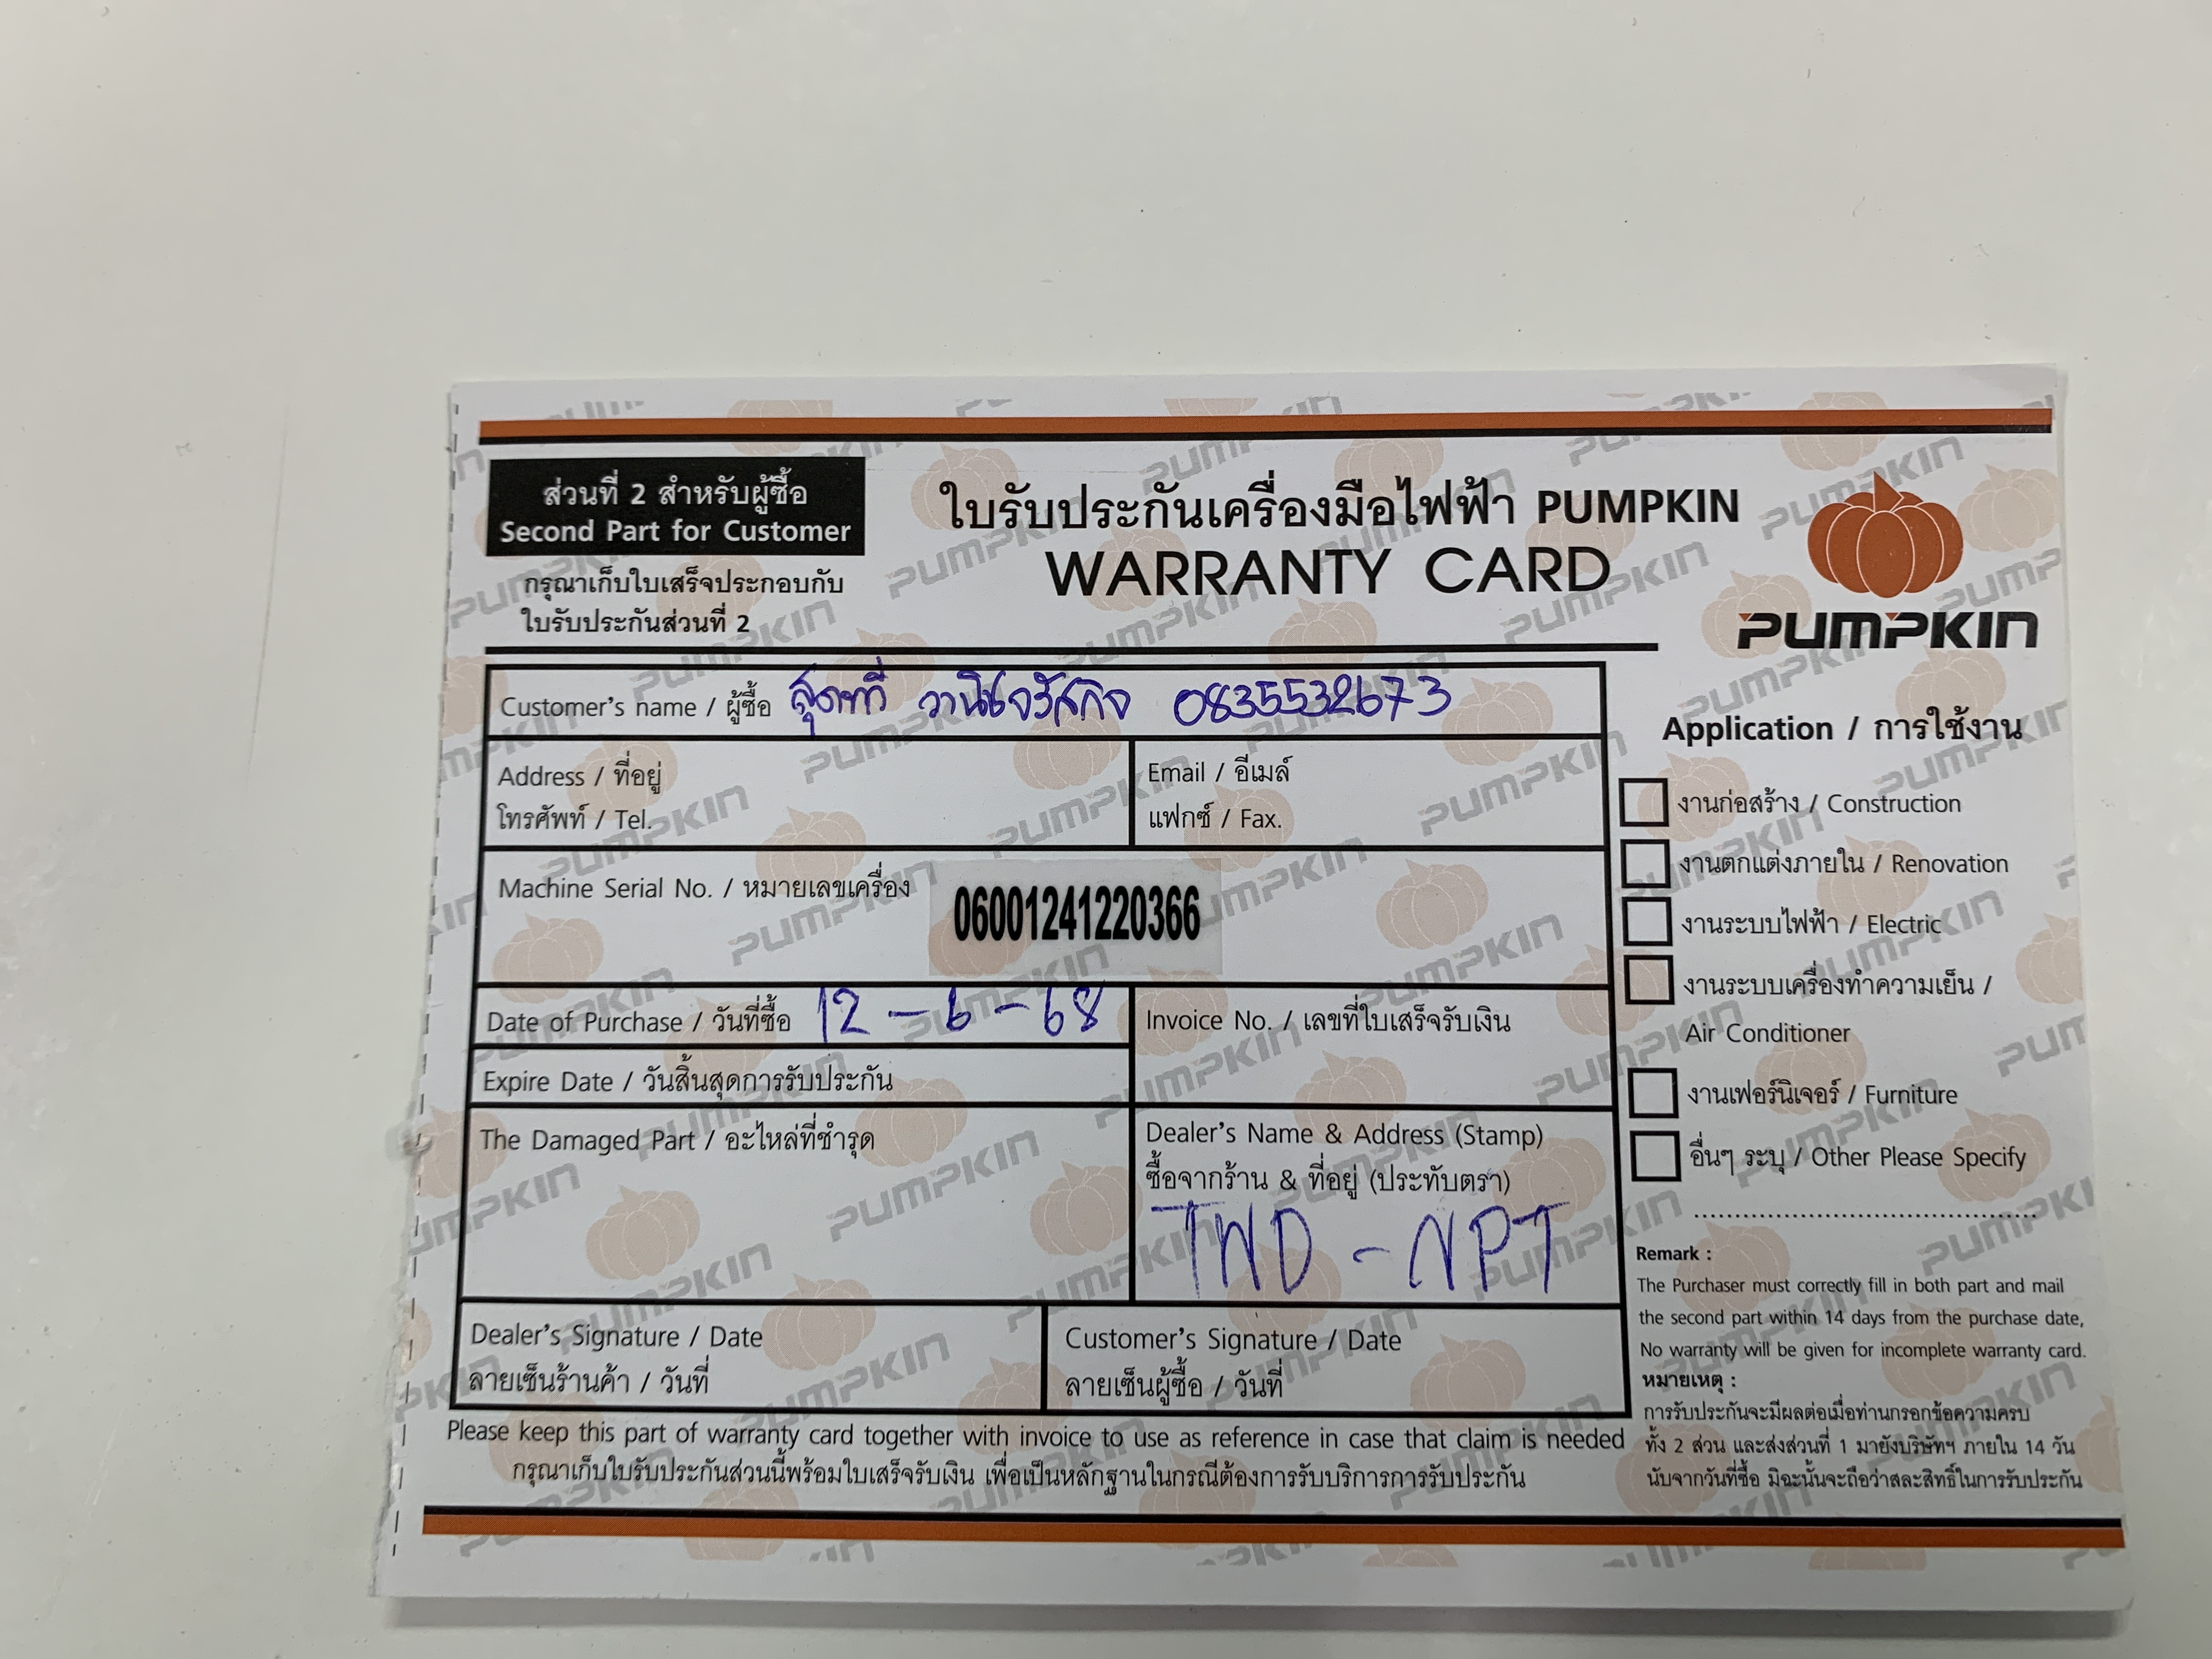 ส่วนที่ 2 สำหรับผู้ซื้อ
Second Part for Customer
กรุณาเก็บใบเสร็จประกอบกับ
ใบรับประกันส่วนที่ 2
ใบรับประกันเครื่องมือไฟฟ้า PUMPKIN
WARRANTY CARD
PUMPKIN
Customer's name / ผู้ซื้อ 0835532673
Address / ที่อยู่
โทรศัพท์ / Tel.
Email / อีเมล์
แฟกซ์ / Fax.
Machine Serial No. / หมายเลขเครื่อง 06001241220366
Date of Purchase / วันที่ซื้อ 12-6-68
Invoice No. / เลขที่ใบเสร็จรับเงิน
Expire Date / วันสิ้นสุดการรับประกัน
The Damaged Part / อะไหล่ที่ชำรุด
Dealer's Name & Address (Stamp)
ซื้อจากร้าน & ที่อยู่ (ประทับตรา)
TWD - NPT
Dealer's Signature / Date
ลายเซ็นร้านค้า / วันที่
Customer's Signature / Date
ลายเซ็นผู้ซื้อ / วันที่
Please keep this part of warranty card together with invoice to use as reference in case that claim is needed
กรุณาเก็บใบรับประกันส่วนนี้พร้อมใบเสร็จรับเงิน เพื่อเป็นหลักฐานในกรณีต้องการรับบริการการรับประกัน
Application / การใช้งาน
งานก่อสร้าง / Construction
งานตกแต่งภายใน / Renovation
งานระบบไฟฟ้า / Electric
งานระบบเครื่องทำความเย็น /
Air Conditioner
งานเฟอร์นิเจอร์ / Furniture
อื่นๆ ระบุ / Other Please Specify
Remark :
The Purchaser must correctly fill in both part and mail
the second part within 14 days from the purchase date,
No warranty will be given for incomplete warranty card.
หมายเหตุ :
การรับประกันจะมีผลต่อเมื่อท่านกรอกข้อความครบ
ทั้ง 2 ส่วน และส่งส่วนที่ 1 มายังบริษัทฯ ภายใน 14 วัน
นับจากวันที่ซื้อ มิฉะนั้นจะถือว่าสละสิทธิ์ในการรับประกัน